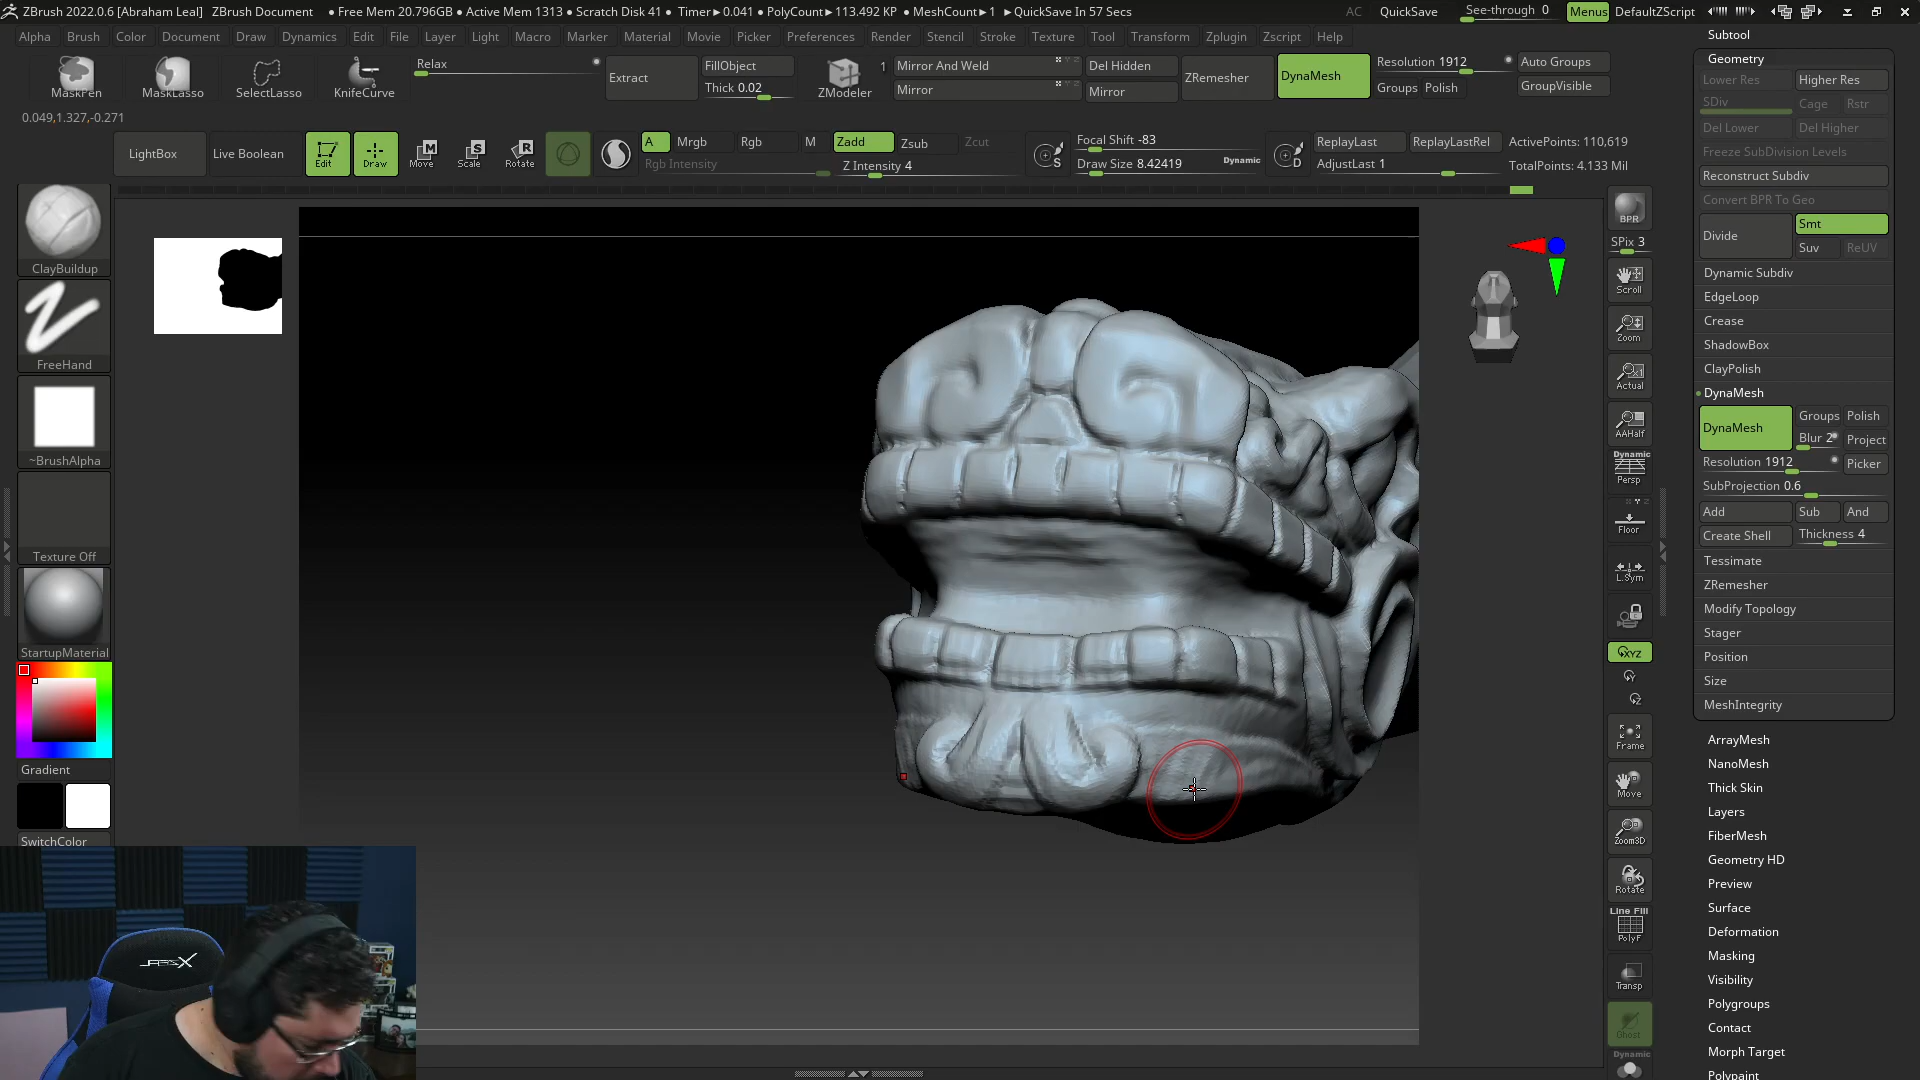 ZBrush 2022.0.6 [Abraham Leal] ZBrush Document ● Free Mem 20.796GB ● Active Mem 1313 ● Scratch Disk 41 ● Timer►0.041 ● PolyCount►113.492 KP ● MeshCount►1 ►QuickSave In 57 Secs AC QuickSave See-through 0 Menus DefaultZScript
Alpha Brush Color Document Draw Dynamics Edit File Layer Light Macro Marker Material Movie Picker Preferences Render Stencil Stroke Texture Tool Transform Zplugin Zscript Help
MaskPen MaskLasso SelectLasso KnifeCurve Relax Extract FillObject Thick 0.02 ZModeler 1 Mirror And Weld Mirror Del Hidden Mirror ZRemesher DynaMesh Resolution 1912 Groups Polish Auto Groups GroupVisible
0.049,1.327,-0.271
LightBox Live Boolean Edit Draw Move Scale Rotate A Mrgb Rgb M Rgb Intensity Zadd Zsub Zcut Z Intensity 4 S Focal Shift -83 Draw Size 8.42419 Dynamic D ReplayLast ReplayLastRel AdjustLast 1 ActivePoints: 110,619 TotalPoints: 4.133 Mil
ClayBuildup
FreeHand
~BrushAlpha
Texture Off
StartupMaterial
Gradient
SwitchColor
BPR
SPix 3
Scroll
Zoom
Actual
AAHalf
Dynamic
Persp
Floor
L.Sym
XYZ
Y
Z
Frame
Move
Zoom3D
Rotate
Line Fill
PolyF
Transp
Ghost
Dynamic
Subtool
Geometry
Lower Res Higher Res
SDiv Cage Rstr
Del Lower Del Higher
Freeze SubDivision Levels
Reconstruct Subdiv
Convert BPR To Geo
Divide Smt
Suv ReUV
Dynamic Subdiv
EdgeLoop
Crease
ShadowBox
ClayPolish
DynaMesh
DynaMesh Groups Polish
Blur 2 Project
Resolution 1912 Picker
SubProjection 0.6
Add Sub And
Create Shell Thickness 4
Tessimate
ZRemesher
Modify Topology
Stager
Position
Size
MeshIntegrity
ArrayMesh
NanoMesh
Thick Skin
Layers
FiberMesh
Geometry HD
Preview
Surface
Deformation
Masking
Visibility
Polygroups
Contact
Morph Target
Polypaint